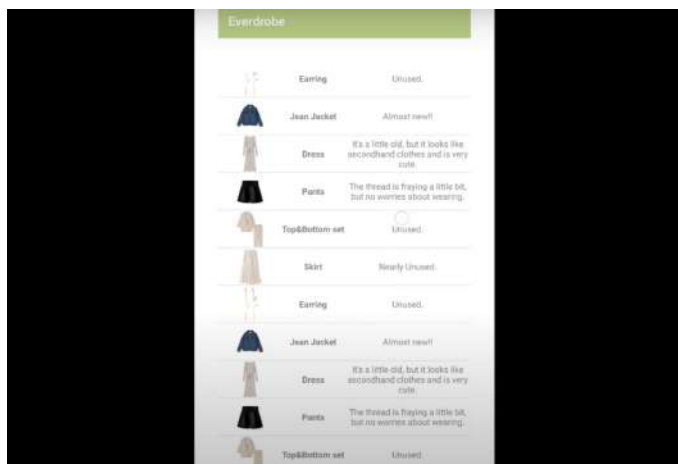 Everdrobe
Earring Unused.
Jean Jacket Almost new!!
It's a little old, but it looks like
Dress secondhand clothes and is very
cute.
The thread is fraying a little bit,
Pants but no worries about wearing.
Top&Bottom set Unused.
Skirt Nearly Unused.
Earring Unused.
Jean Jacket Almost new!!
It's a little old, but it looks like
Dress secondhand clothes and is very
cute.
The thread is fraying a little bit,
Pants but no worries about wearing.
Top&Bottom set Unused.